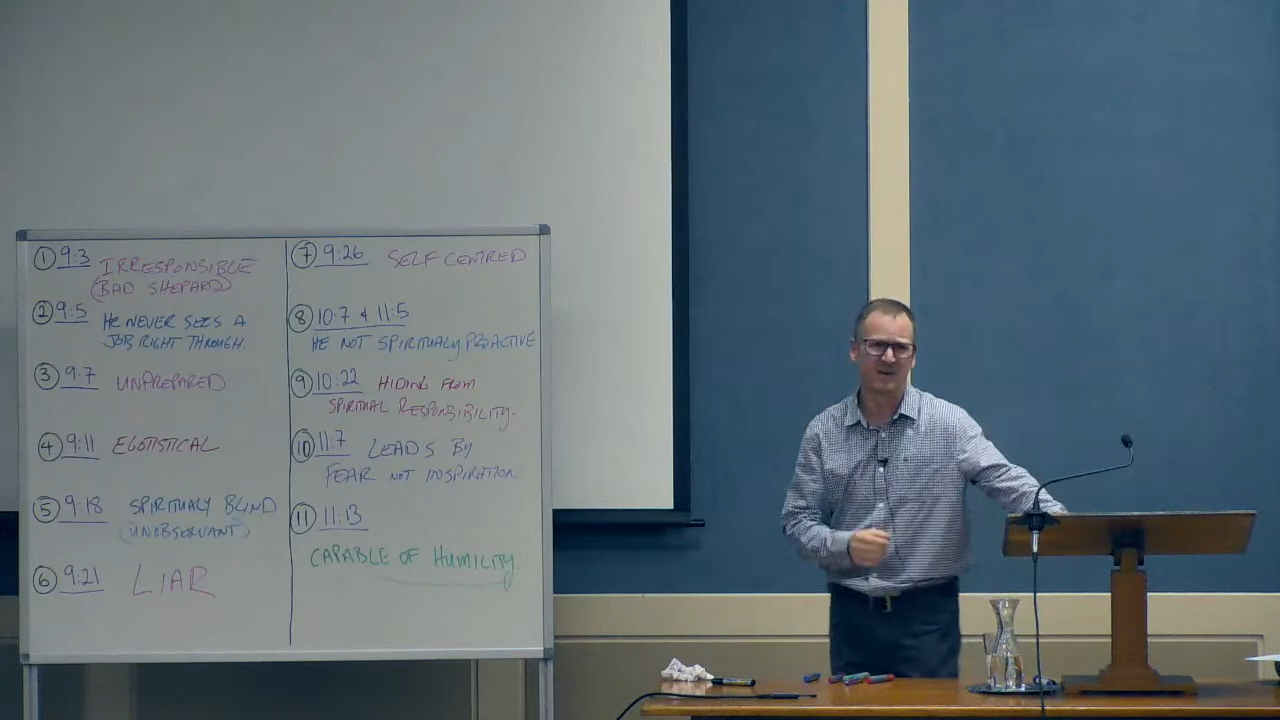 ① 9:3 IRRESPONSIBLE
(BAD SHEPARD)
② 9:5 HE NEVER SEES A
JOB RIGHT THROUGH.
③ 9:7 UNPREPARED
④ 9:11 EGOTISTICAL
⑤ 9:18 SPIRITUALY BLIND
(UNOBSERVANT)
⑥ 9:21 LIAR
⑦ 9:26 SELF CENTRED
⑧ 10:7 & 11:5
HE NOT SPIRITUALY PROACTIVE
⑨ 10:22 HIDING FROM
SPIRITUAL RESPONSIBILITY.
⑩ 11:7 LEADS BY
FEAR NOT INSPIRATION
⑪ 11:13
CAPABLE OF HUMILITY.